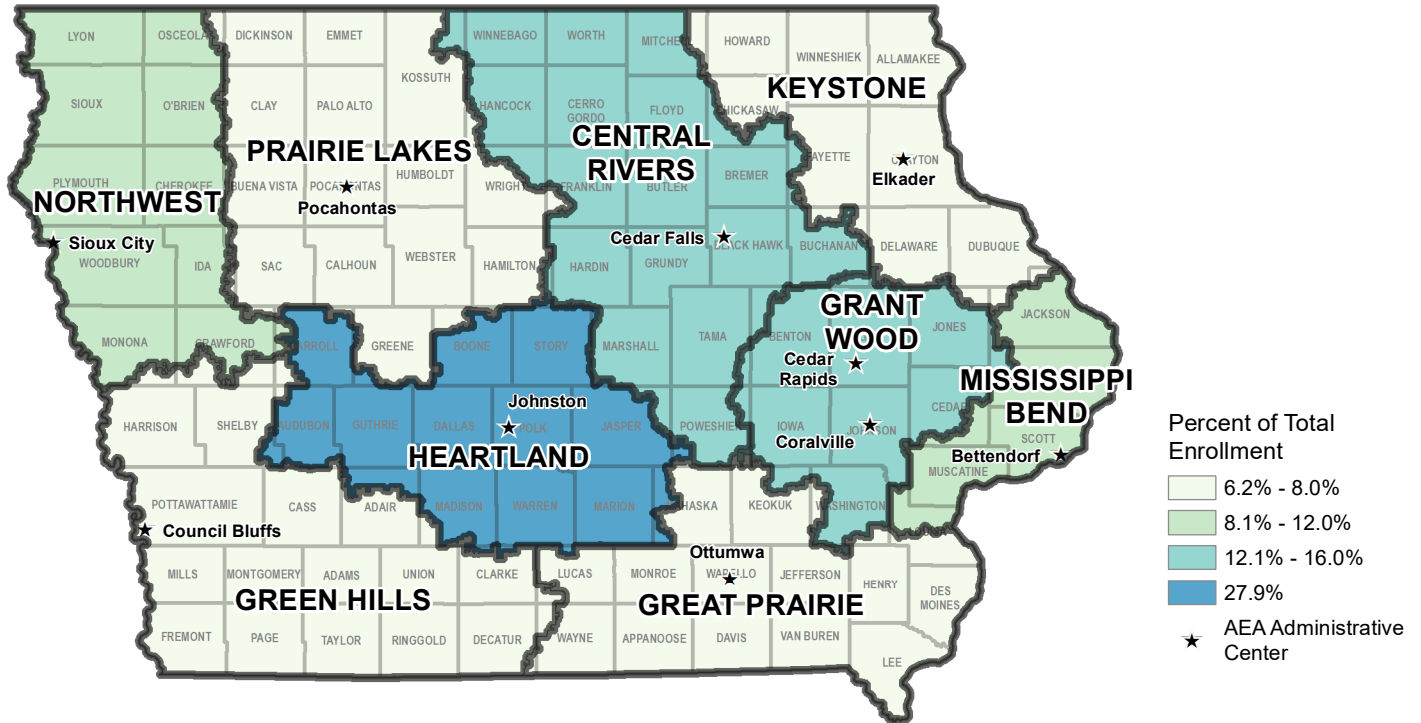 LYON
OSCEOLA
DICKINSON
EMMET
WINNEBAGO
WORTH
MITCHELL
HOWARD
WINNESHIEK
ALLAMAKEE
KOSSUTH
SIOUX
O'BRIEN
CLAY
PALO ALTO
HANCOCK
CERRO
GORDO
FLOYD
CHICKASAW
KEYSTONE
PRAIRIE LAKES
CENTRAL
RIVERS
FAYETTE
CLAYTON
Elkader
PLYMOUTH
CHEROKEE
BUENA VISTA
POCAHONTAS
HUMBOLDT
WRIGHT
FRANKLIN
BUTLER
BREMER
NORTHWEST
Pocahontas
Sioux City
WOODBURY
IDA
SAC
CALHOUN
WEBSTER
HAMILTON
HARDIN
GRUNDY
Cedar Falls
BLACK HAWK
BUCHANAN
DELAWARE
DUBUQUE
GRANT
WOOD
MONONA
CRAWFORD
CARROLL
GREENE
BOONE
STORY
MARSHALL
TAMA
BENTON
JONES
JACKSON
Cedar
Rapids
MISSISSIPPI
BEND
HARRISON
SHELBY
AUDUBON
GUTHRIE
DALLAS
Johnston
POLK
JASPER
POWESHIEK
IOWA
Coralville
JOHNSON
CEDAR
SCOTT
Bettendorf
MUSCATINE
HEARTLAND
POTTAWATTAMIE
CASS
ADAIR
MADISON
WARREN
MARION
MAHASKA
KEOKUK
WASHINGTON
Council Bluffs
Ottumwa
MILLS
MONTGOMERY
ADAMS
UNION
CLARKE
LUCAS
MONROE
WAPELLO
JEFFERSON
HENRY
DES
MOINES
GREEN HILLS
GREAT PRAIRIE
FREMONT
PAGE
TAYLOR
RINGGOLD
DECATUR
WAYNE
APPANOOSE
DAVIS
VAN BUREN
LEE
Percent of Total
Enrollment
6.2% - 8.0%
8.1% - 12.0%
12.1% - 16.0%
27.9%
AEA Administrative
Center